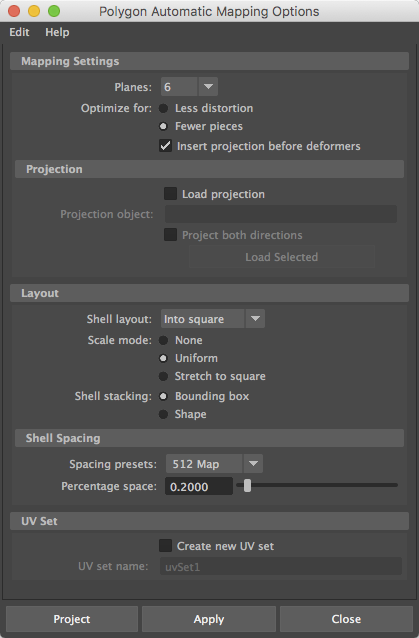 Polygon Automatic Mapping Options
Edit Help
Mapping Settings
Planes: 6
Optimize for: Less distortion
Fewer pieces
Insert projection before deformers
Projection
Load projection
Projection object:
Project both directions
Load Selected
Layout
Shell layout: Into square
Scale mode: None
Uniform
Stretch to square
Shell stacking: Bounding box
Shape
Shell Spacing
Spacing presets: 512 Map
Percentage space: 0.2000
UV Set
Create new UV set
UV set name: uvSet1
Project Apply Close